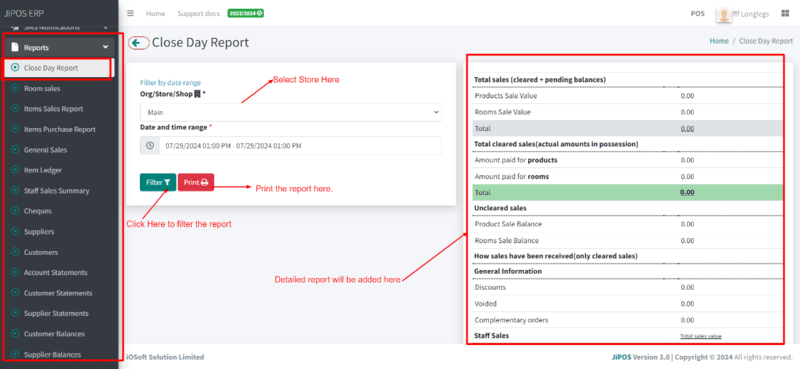 JiPOS ERP
SMS Notifications
Reports
Close Day Report
Room sales
Items Sales Report
Items Purchase Report
General Sales
Item Ledger
Staff Sales Summary
Cheques
Suppliers
Customers
Account Statements
Customer Statements
Supplier Statements
Customer Balances
Supplier Balances
Home
Support docs
2023/2024
POS
fff Longlegs
Close Day Report
Home / Close Day Report
Filter by date range
Org/Store/Shop *
Select Store Here
Main
Date and time range *
07/29/2024 01:00 PM - 07/29/2024 01:00 PM
Filter
Print
Print the report here.
Click Here to filter the report
Detailed report will be added here
Total sales (cleared + pending balances)
Products Sale Value 0.00
Rooms Sale Value 0.00
Total 0.00
Total cleared sales(actual amounts in possession)
Amount paid for products 0.00
Amount paid for rooms 0.00
Total 0.00
Uncleared sales
Product Sale Balance 0.00
Rooms Sale Balance 0.00
How sales have been received(only cleared sales)
General Information
Discounts 0.00
Voided 0.00
Complementary orders 0.00
Staff Sales Total sales value
iOSoft Solution Limited
JiPOS Version 3.0 | Copyright © 2024 All rights reserved.